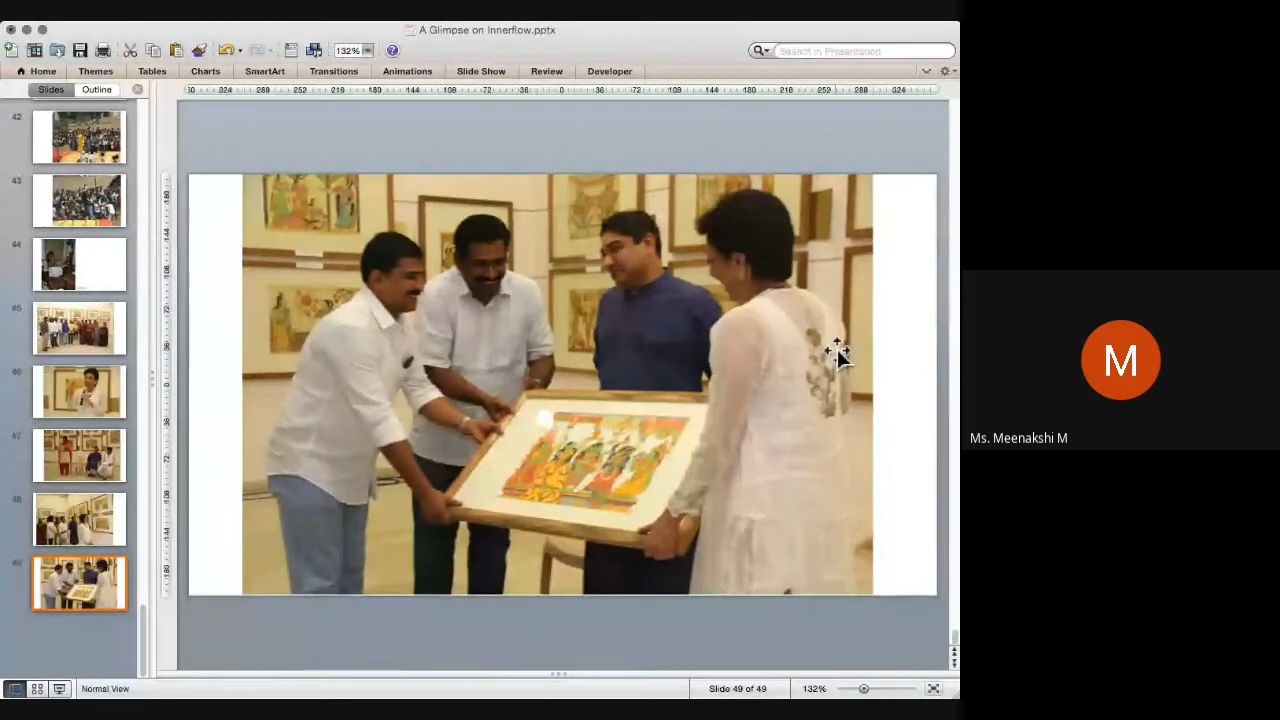 A Glimpse on Innerflow.pptx
132%
Search in Presentation
Home Themes Tables Charts SmartArt Transitions Animations Slide Show Review Developer
Slides Outline
42
43
44
45
46
47
48
49
Normal View
Slide 49 of 49
132%
M
Ms. Meenakshi M